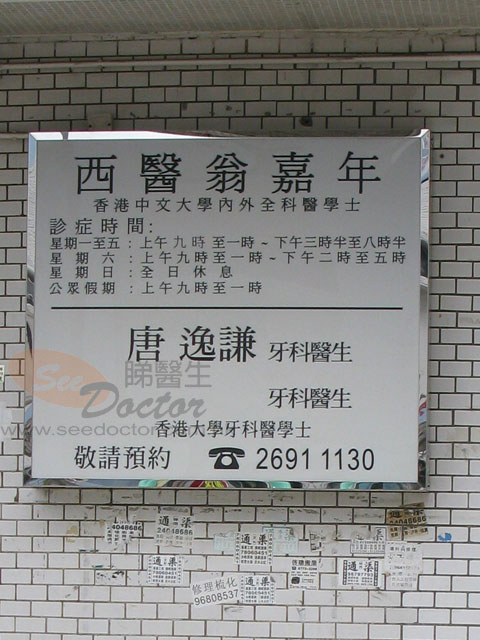 西醫翁嘉年
香港中文大學內外全科醫學士
診症時間:
星期一至五：上午九時至一時~下午三時半至八時半
星期六：上午九時至一時~下午二時至五時
星期日：全日休息
公眾假期：上午九時至一時
唐逸謙 牙科醫生
牙科醫生
香港大學牙科醫學士
敬請預約 ☎ 2691 1130
See Doctor 睇醫生
www.seedoctor
通渠
24048686
通渠
24048686
通渠
通渠
通渠
通渠
修理梳化
96808537